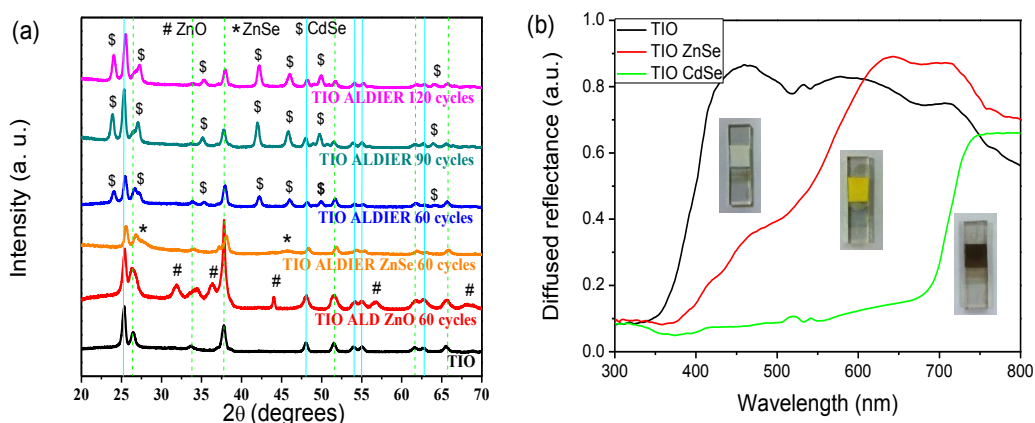 (a)
# ZnO * ZnSe $ CdSe
$ $ $ $ $ $ $
TIO ALDIER 120 cycles
$ $ $ $ $ $ $
TIO ALDIER 90 cycles
$ $ $ $ $ $ $
TIO ALDIER 60 cycles
* *
TIO ALDIER ZnSe 60 cycles
# # # # #
TIO ALD ZnO 60 cycles
TIO
Intensity (a. u.)
20 25 30 35 40 45 50 55 60 65 70
2θ (degrees)
(b)
TIO
TIO ZnSe
TIO CdSe
Diffused reflectance (a.u.)
1.0
0.8
0.6
0.4
0.2
0.0
300 400 500 600 700 800
Wavelength (nm)